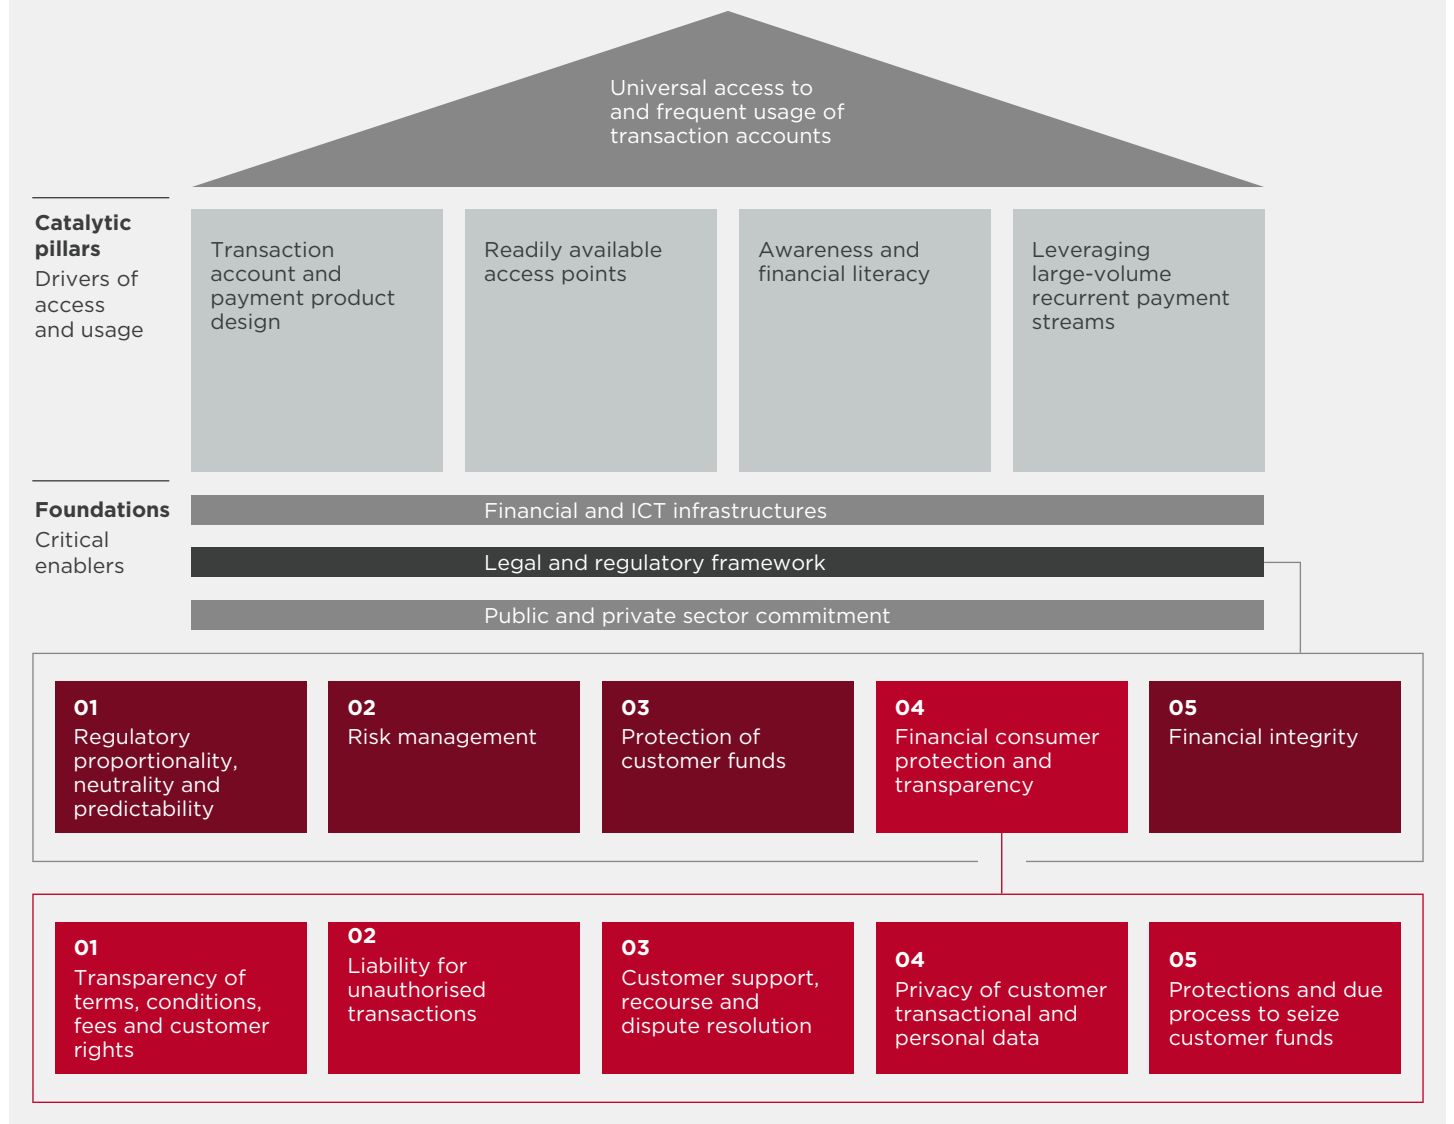 Universal access to
and frequent usage of
transaction accounts
Catalytic
pillars
Drivers of
access
and usage
Transaction
account and
payment product
design
Readily available
access points
Awareness and
financial literacy
Leveraging
large-volume
recurrent payment
streams
Foundations
Critical
enablers
Financial and ICT infrastructures
Legal and regulatory framework
Public and private sector commitment
01
Regulatory
proportionality,
neutrality and
predictability
02
Risk management
03
Protection of
customer funds
04
Financial consumer
protection and
transparency
05
Financial integrity
01
Transparency of
terms, conditions,
fees and customer
rights
02
Liability for
unauthorised
transactions
03
Customer support,
recourse and
dispute resolution
04
Privacy of customer
transactional and
personal data
05
Protections and due
process to seize
customer funds